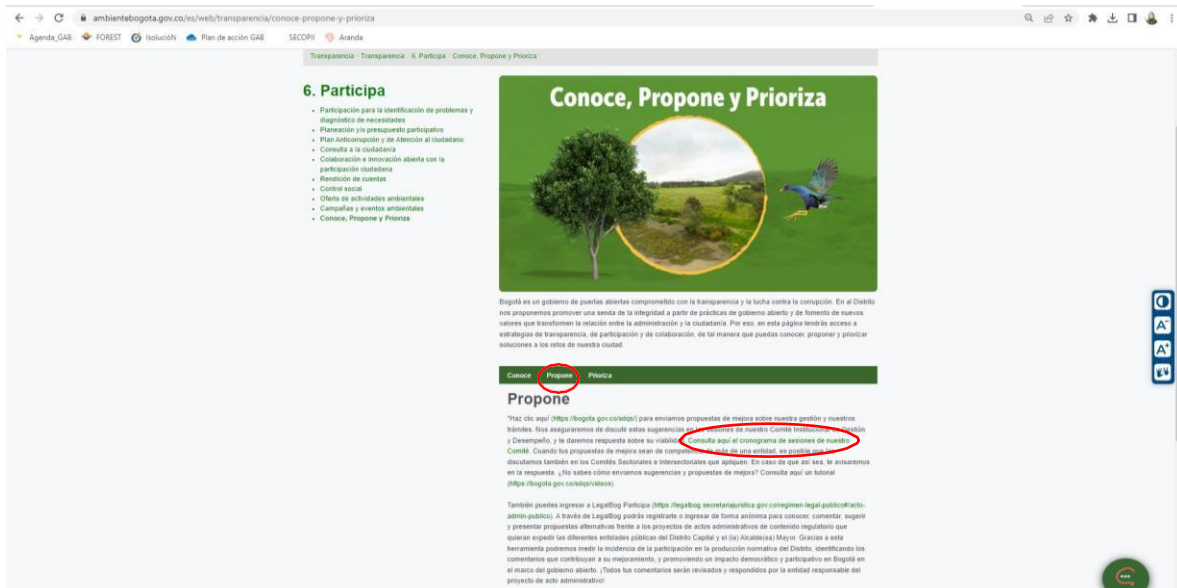 ambientebogota.gov.co/es/web/transparencia/conoce-propone-y-prioriza
Agenda_GAB FOREST IsolucióN Plan de acción GAB SECOPII Aranda
Transparencia Transparencia 6. Participa Conoce, Propone y Prioriza
6. Participa
Participación para la identificación de problemas y
diagnóstico de necesidades
Planeación y/o presupuesto participativo
Plan Anticorrupción y de Atención al ciudadano
Consulta a la ciudadanía
Colaboración e innovación abierta con la
participación ciudadana
Rendición de cuentas
Control social
Oferta de actividades ambientales
Campañas y eventos ambientales
Conoce, Propone y Prioriza
Conoce, Propone y Prioriza
Bogotá es un gobierno de puertas abiertas comprometido con la transparencia y la lucha contra la corrupción. En al Distrito
nos proponemos promover una senda de la integridad a partir de prácticas de gobierno abierto y de fomento de nuevos
valores que transformen la relación entre la administración y la ciudadanía. Por eso, en esta página tendrás acceso a
estrategias de transparencia, de participación y de colaboración, de tal manera que puedas conocer, proponer y priorizar
soluciones a los retos de nuestra ciudad.
Conoce Propone Prioriza
Propone
"Haz clic aquí (https://bogota.gov.co/sdqs/) para enviarnos propuestas de mejora sobre nuestra gestión y nuestros
trámites. Nos aseguraremos de discutir estas sugerencias en las sesiones de nuestro Comité Institucional de Gestión
y Desempeño, y te daremos respuesta sobre su viabilidad. Consulta aquí el cronograma de sesiones de nuestro
Comité. Cuando tus propuestas de mejora sean de competencia de más de una entidad, es posible que las
discutamos también en los Comités Sectoriales e Intersectoriales que apliquen. En caso de que así sea, te avisaremos
en la respuesta. ¿No sabes cómo enviarnos sugerencias y propuestas de mejora? Consulta aquí un tutorial
(https://bogota.gov.co/sdqs/videos).
También puedes ingresar a LegalBog Participa (https://legalbog.secretariajuridica.gov.co/regimen-legal-publico#/acto-
admin-publico). A través de LegalBog podrás registrarte o ingresar de forma anónima para conocer, comentar, sugerir
y presentar propuestas alternativas frente a los proyectos de actos administrativos de contenido regulatorio que
quieran expedir las diferentes entidades públicas del Distrito Capital y el (la) Alcalde(sa) Mayor. Gracias a esta
herramienta podremos medir la incidencia de la participación en la producción normativa del Distrito, identificando los
comentarios que contribuyan a su mejoramiento, y promoviendo un impacto democrático y participativo en Bogotá en
el marco del gobierno abierto. ¡Todos tus comentarios serán revisados y respondidos por la entidad responsable del
proyecto de acto administrativo!
A-
A+